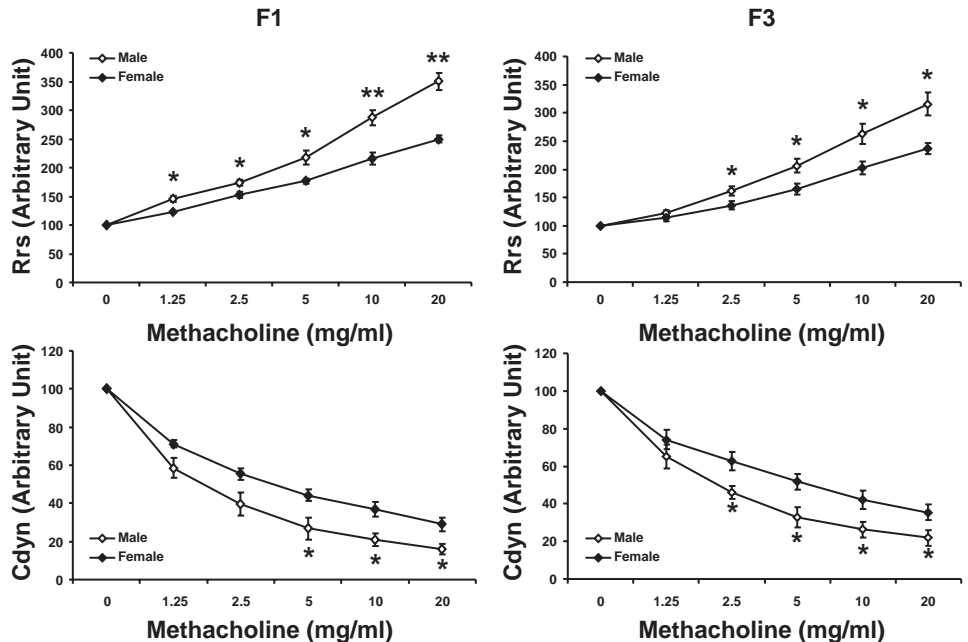 F1
F3
Rrs (Arbitrary Unit)
400
350
300
250
200
150
100
50
0
Male
Female
*
*
*
**
**
0 1.25 2.5 5 10 20
Methacholine (mg/ml)
Rrs (Arbitrary Unit)
400
350
300
250
200
150
100
50
0
Male
Female
*
*
*
*
0 1.25 2.5 5 10 20
Methacholine (mg/ml)
Cdyn (Arbitrary Unit)
120
100
80
60
40
20
0
Male
Female
*
*
*
0 1.25 2.5 5 10 20
Methacholine (mg/ml)
Cdyn (Arbitrary Unit)
120
100
80
60
40
20
0
Male
Female
*
*
*
*
0 1.25 2.5 5 10 20
Methacholine (mg/ml)